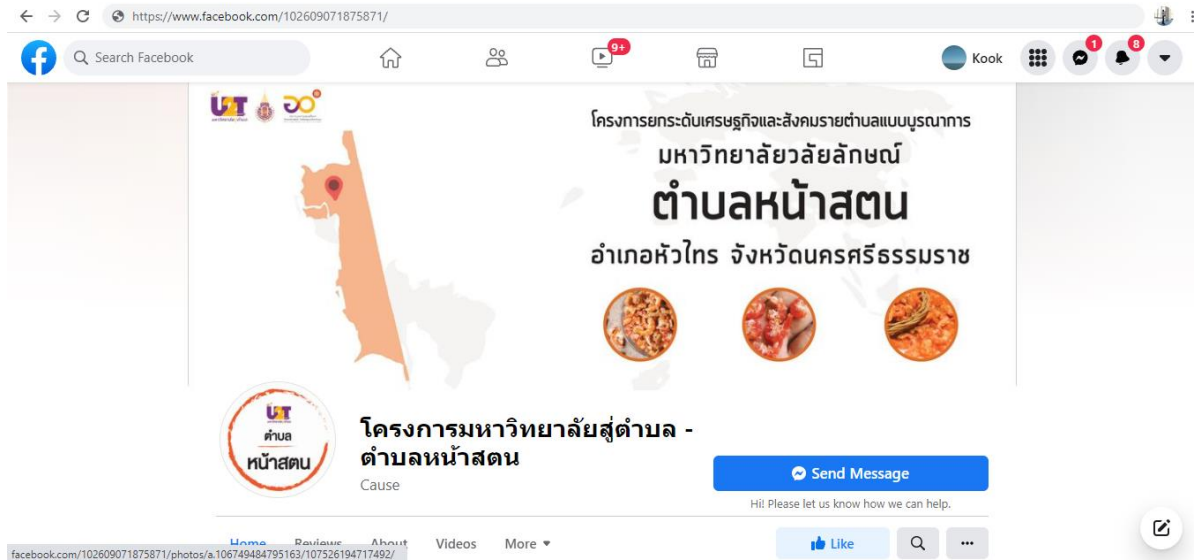 https://www.facebook.com/102609071875871/
Search Facebook
9+
Kook
1
8
U2T
โครงการยกระดับเศรษฐกิจและสังคมรายตำบลแบบบูรณาการ
มหาวิทยาลัยวลัยลักษณ์
ตำบลหน้าสตน
อำเภอหัวไทร จังหวัดนครศรีธรรมราช
U2T
ตำบล
หน้าสตน
โครงการมหาวิทยาลัยสู่ตำบล -
ตำบลหน้าสตน
Cause
Send Message
Hi! Please let us know how we can help.
Home Reviews About Videos More
Like
facebook.com/102609071875871/photos/a.106749484795163/107526194717492/